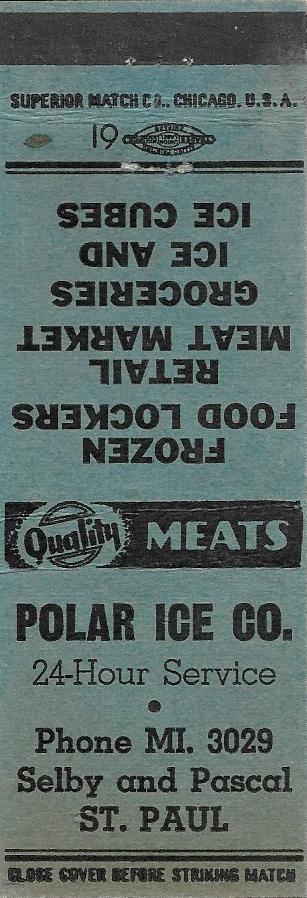 SUPERIOR MATCH CO., CHICAGO, U.S.A.
19
FROZEN
FOOD LOCKERS
RETAIL
MEAT MARKET
GROCERIES
ICE AND
ICE CUBES
Quality MEATS
POLAR ICE CO.
24-Hour Service
•
Phone MI. 3029
Selby and Pascal
ST. PAUL
CLOSE COVER BEFORE STRIKING MATCH